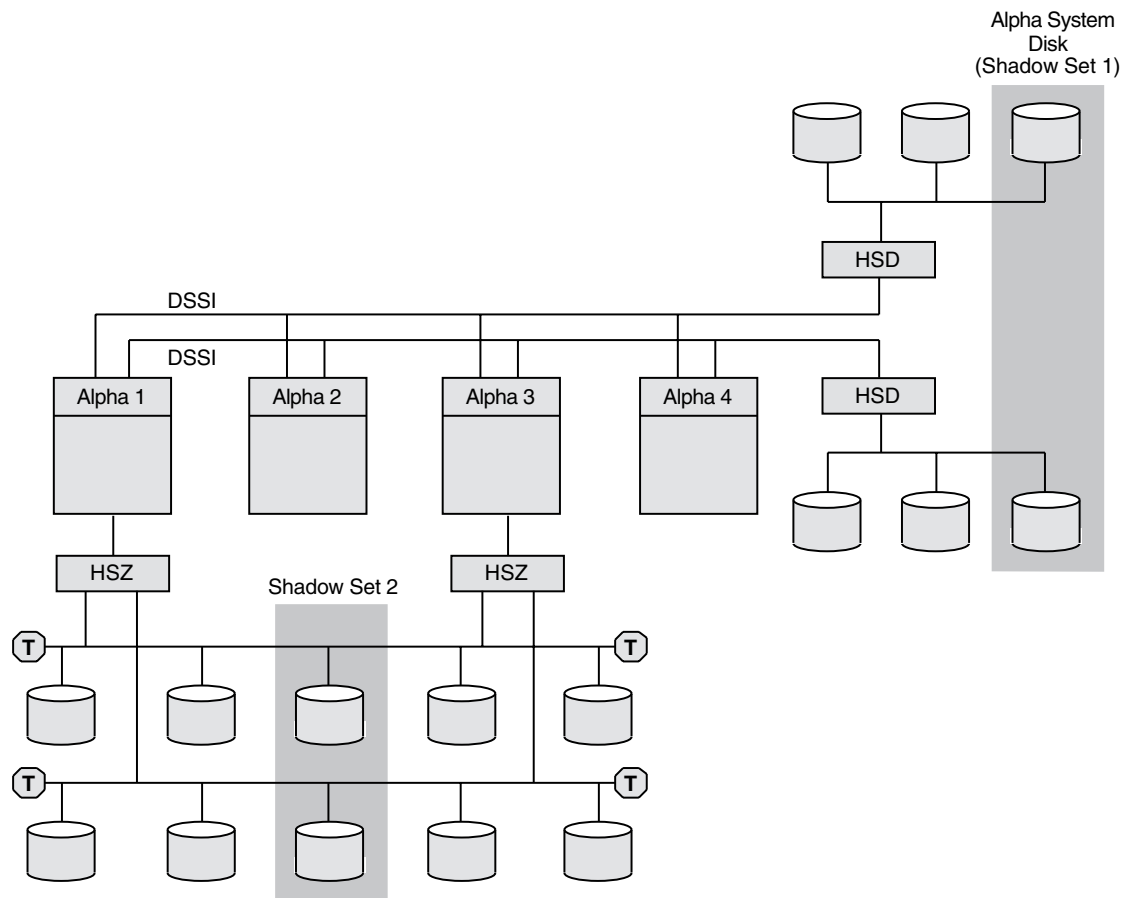 Alpha System
Disk
(Shadow Set 1)
HSD
DSSI
DSSI
Alpha 1
Alpha 2
Alpha 3
Alpha 4
HSD
HSZ
HSZ
Shadow Set 2
T
T
T
T